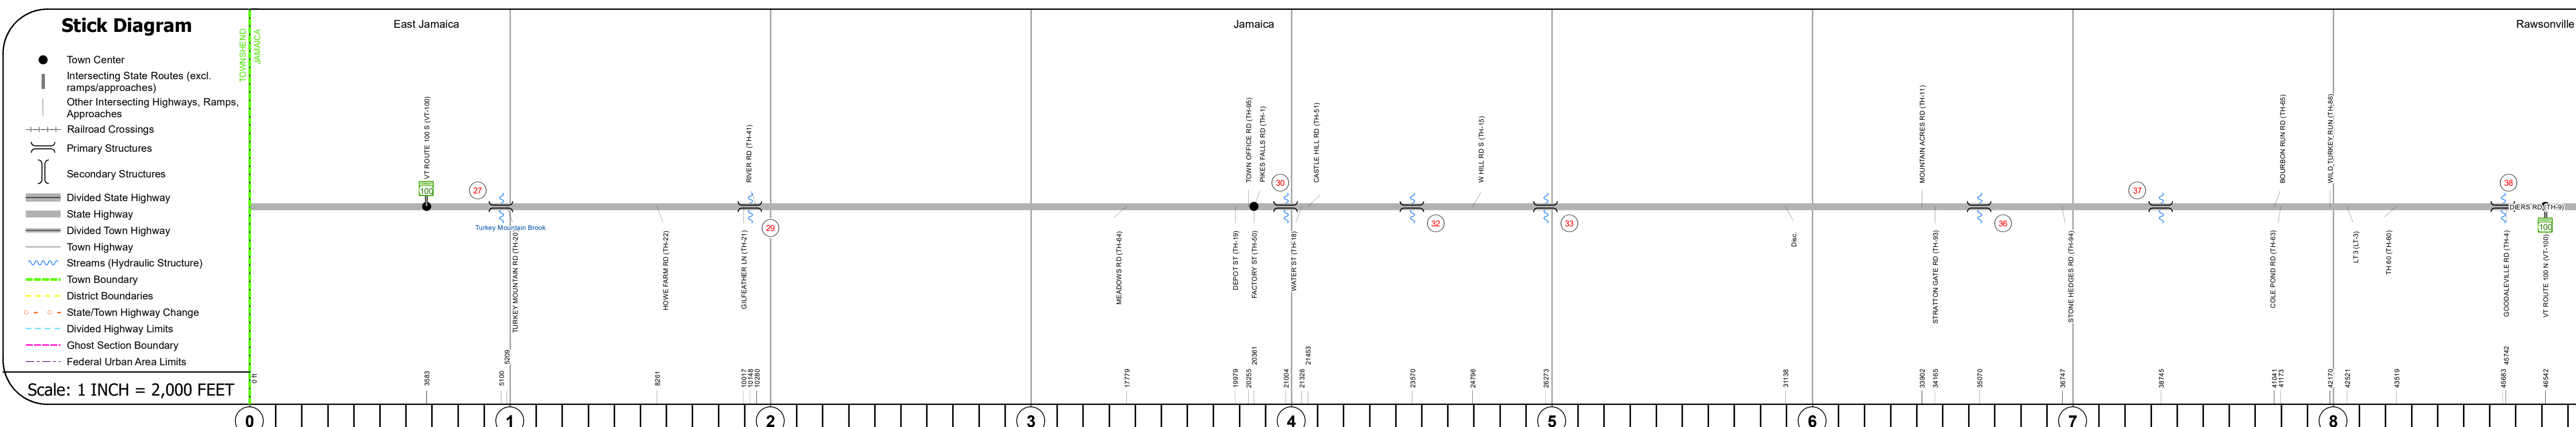 Stick Diagram
Town Center
Intersecting State Routes (excl.
ramps/approaches)
Other Intersecting Highways, Ramps,
Approaches
Railroad Crossings
Primary Structures
Secondary Structures
Divided State Highway
State Highway
Divided Town Highway
Town Highway
Streams (Hydraulic Structure)
Town Boundary
District Boundaries
State/Town Highway Change
Divided Highway Limits
Ghost Section Boundary
Federal Urban Area Limits
Scale: 1 INCH = 2,000 FEET
TOWNSHEND
JAMAICA
East Jamaica
Jamaica
Rawsonville
VT ROUTE 100 S (VT-100)
RIVER RD (TH-41)
TOWN OFFICE RD (TH-95)
PIKES FALLS RD (TH-1)
CASTLE HILL RD (TH-51)
W HILL RD S (TH-15)
MOUNTAIN ACRES RD (TH-11)
BOURBON RUN RD (TH-65)
WILD TURKEY RUN (TH-86)
100
27
29
30
32
33
36
37
38
DIERS RD (TH-9)
100
Turkey Mountain Brook
TURKEY MOUNTAIN RD (TH-20)
HOWE FARM RD (TH-22)
GILFEATHER LN (TH-21)
MEADOWS RD (TH-64)
DEPOT ST (TH-19)
FACTORY ST (TH-50)
WATER ST (TH-18)
Disc.
STRATTON GATE RD (TH-93)
STONE HEDGES RD (TH-94)
COLE POND RD (TH-63)
LT 3 (LT-3)
TH 60 (TH-60)
GOODALEVILLE RD (TH-4)
VT ROUTE 100 N (VT-100)
0 ft
3583
5100
5209
8261
10017
10148
10280
17779
19979
20255
20361
21004
21326
21453
23570
24796
26273
31138
33902
34165
35070
36747
38745
41041
41173
42170
42521
43519
45683
45742
46542
0
1
2
3
4
5
6
7
8